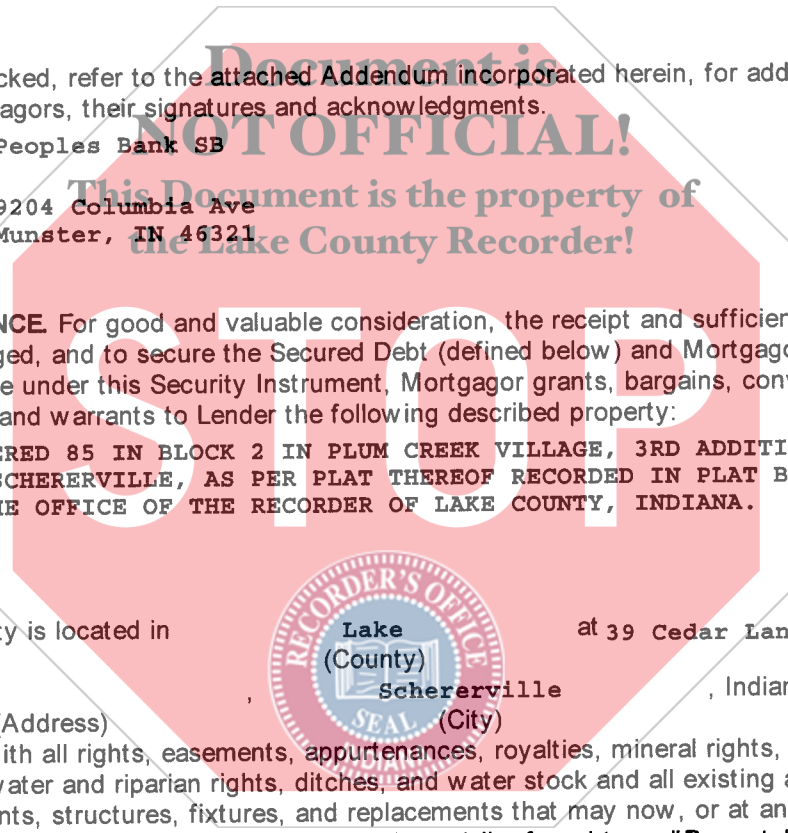 Document is
cked, refer to the attached Addendum incorporated herein, for add
agors, their signatures and acknowledgments.
NOT OFFICIAL!
Peoples Bank SB
This Document is the property of
9204 Columbia Ave
the Lake County Recorder!
Munster, IN 46321
STOP
NCE. For good and valuable consideration, the receipt and sufficien
ged, and to secure the Secured Debt (defined below) and Mortgago
e under this Security Instrument, Mortgagor grants, bargains, conv
and warrants to Lender the following described property:
ERED 85 IN BLOCK 2 IN PLUM CREEK VILLAGE, 3RD ADDITI
SCHERERVILLE, AS PER PLAT THEREOF RECORDED IN PLAT B
HE OFFICE OF THE RECORDER OF LAKE COUNTY, INDIANA.
RECORDER'S OFFICE
ty is located in Lake at 39 Cedar Lan
(County)
, Schererville , Indian
SEAL
(Address) (City)
ith all rights, easements, appurtenances, royalties, mineral rights,
vater and riparian rights, ditches, and water stock and all existing a
nts, structures, fixtures, and replacements that may now, or at an